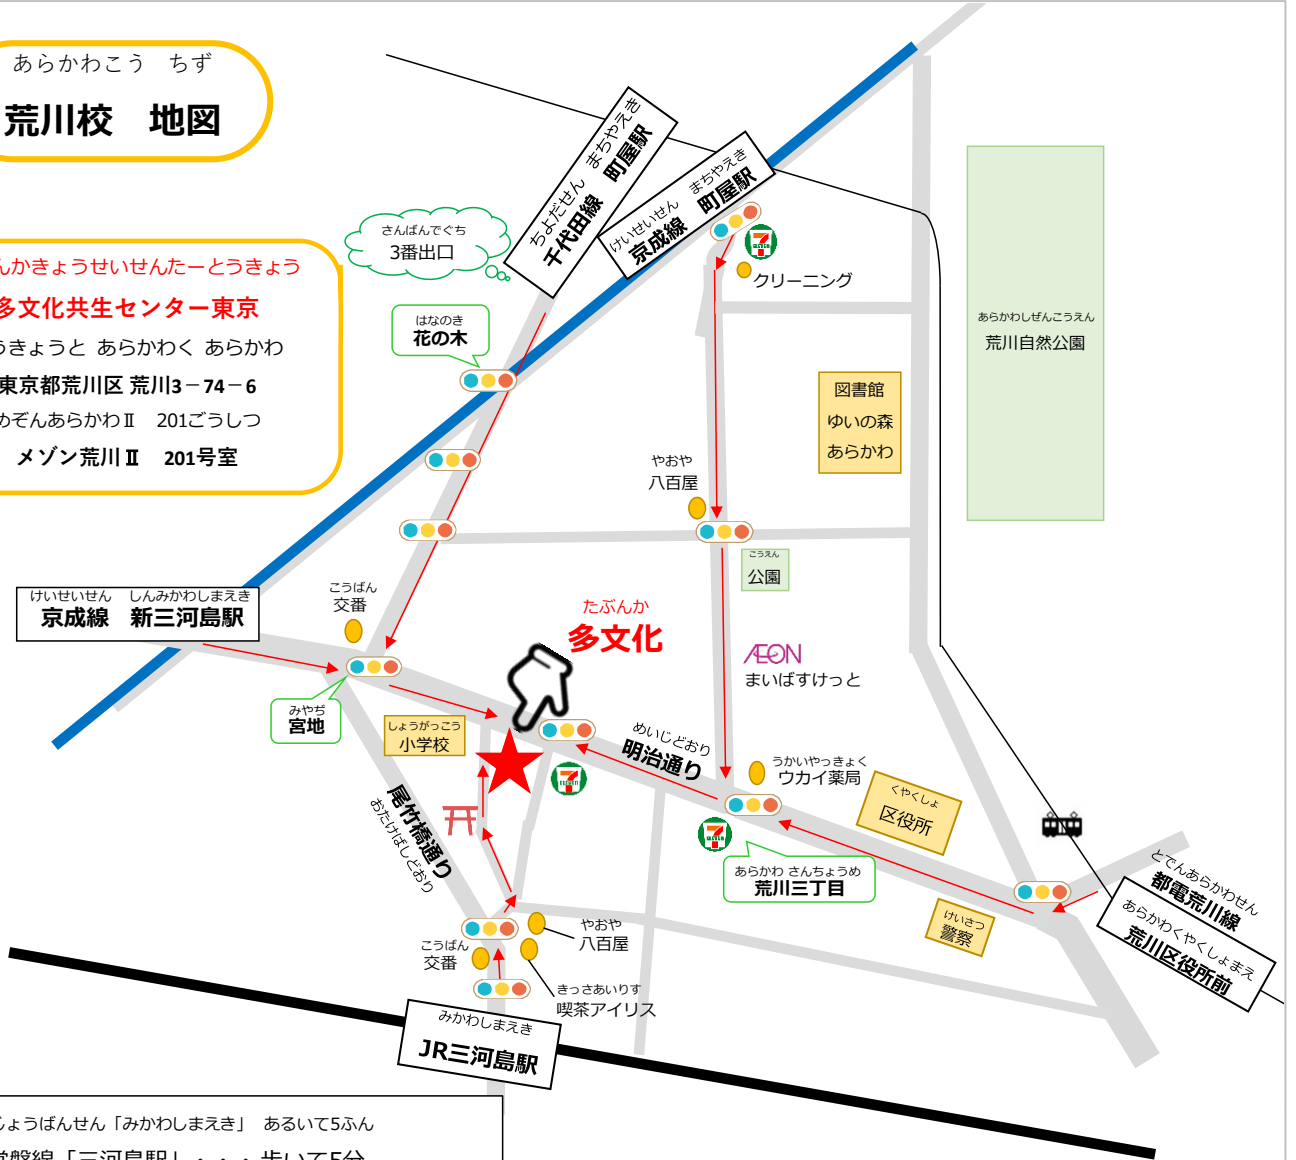 あらかわこう　ちず
荒川校　地図
んかきょうせいせんたーとうきょう
多文化共生センター東京
うきょうと あらかわく あらかわ
東京都荒川区 荒川3－74－6
めぞんあらかわⅡ　201ごうしつ
メゾン荒川Ⅱ　201号室
さんばんでぐち
3番出口
ちよだせん　まちやえき
千代田線　町屋駅
けいせいせん　まちやえき
京成線　町屋駅
クリーニング
はなのき
花の木
あらかわしぜんこうえん
荒川自然公園
図書館
ゆいの森
あらかわ
やおや
八百屋
こうえん
公園
けいせいせん　しんみかわしまえき
京成線　新三河島駅
こうばん
交番
たぶんか
多文化
ÆON
まいばすけっと
みやぢ
宮地
しょうがっこう
小学校
めいじどおり
明治通り
うかいやっきょく
ウカイ薬局
くやくしょ
区役所
尾竹橋通り
おたけばしどおり
あらかわ さんちょうめ
荒川三丁目
とでんあらかわせん
都電荒川線
あらかわくやくしょまえ
荒川区役所前
けいさつ
警察
やおや
八百屋
こうばん
交番
きっさあいりす
喫茶アイリス
みかわしまえき
JR三河島駅
じょうばんせん「みかわしまえき」　あるいて5ふん
常磐線「三河島駅」・・・歩いて5分